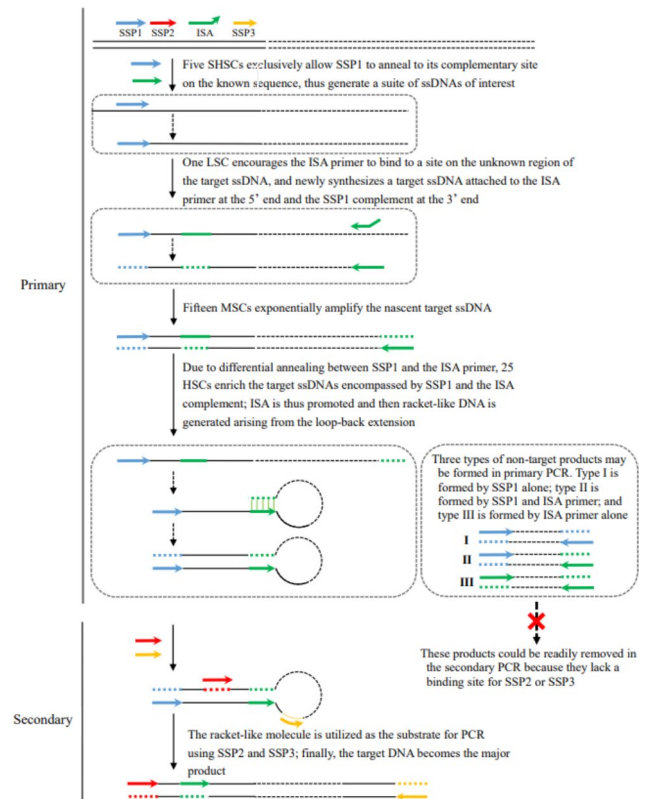 SSP1 SSP2 ISA SSP3
Five SHSCs exclusively allow SSP1 to anneal to its complementary site
on the known sequence, thus generate a suite of ssDNAs of interest
One LSC encourages the ISA primer to bind to a site on the unknown region of
the target ssDNA, and newly synthesizes a target ssDNA attached to the ISA
primer at the 5’ end and the SSP1 complement at the 3’ end
Primary
Fifteen MSCs exponentially amplify the nascent target ssDNA
Due to differential annealing between SSP1 and the ISA primer, 25
HSCs enrich the target ssDNAs encompassed by SSP1 and the ISA
complement; ISA is thus promoted and then racket-like DNA is
generated arising from the loop-back extension
Three types of non-target products may
be formed in primary PCR. Type I is
formed by SSP1 alone; type II is
formed by SSP1 and ISA primer; and
type III is formed by ISA primer alone
I
II
III
These products could be readily removed in
the secondary PCR because they lack a
binding site for SSP2 or SSP3
Secondary
The racket-like molecule is utilized as the substrate for PCR
using SSP2 and SSP3; finally, the target DNA becomes the major
product